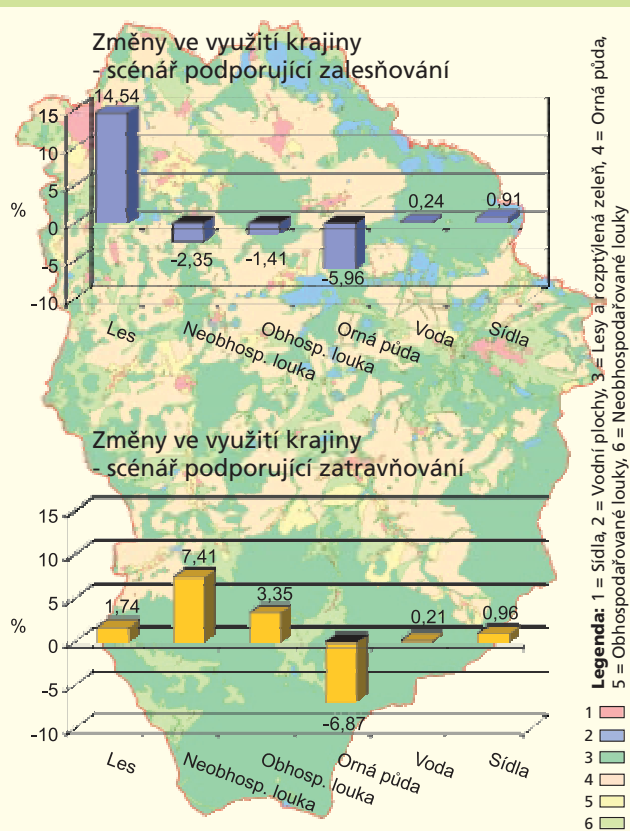 Změny ve využití krajiny
- scénář podporující zalesňování
14,54
15
10
5
%
0
-5
-10
-2,35
-1,41
-5,96
0,24
0,91
Les
Neobhosp. louka
Obhosp. louka
Orná půda
Voda
Sídla
Změny ve využití krajiny
- scénář podporující zatravňování
15
10
5
%
0
-5
-10
1,74
7,41
3,35
-6,87
0,21
0,96
Les
Neobhosp. louka
Obhosp. louka
Orná půda
Voda
Sídla
Legenda: 1 = Sídla, 2 = Vodní plochy, 3 = Lesy a rozptýlená zeleň, 4 = Orná půda,
5 = Obhospodařované louky, 6 = Neobhospodařované louky
1
2
3
4
5
6